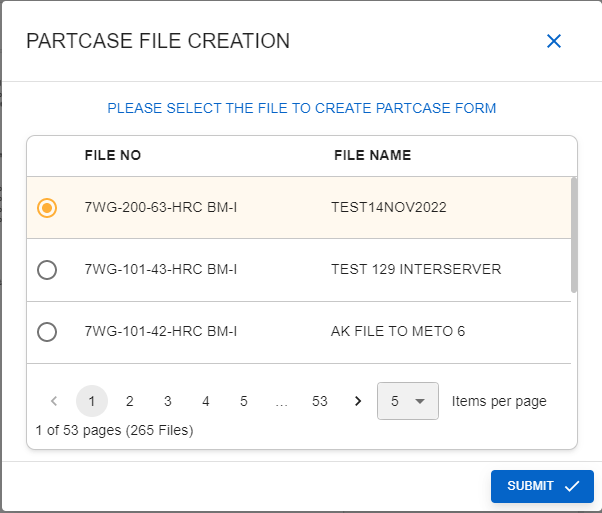 PARTCASE FILE CREATION
PLEASE SELECT THE FILE TO CREATE PARTCASE FORM
FILE NO FILE NAME
7WG-200-63-HRC BM-I TEST14NOV2022
7WG-101-43-HRC BM-I TEST 129 INTERSERVER
7WG-101-42-HRC BM-I AK FILE TO METO 6
1 2 3 4 5 ... 53 5 Items per page
1 of 53 pages (265 Files)
SUBMIT